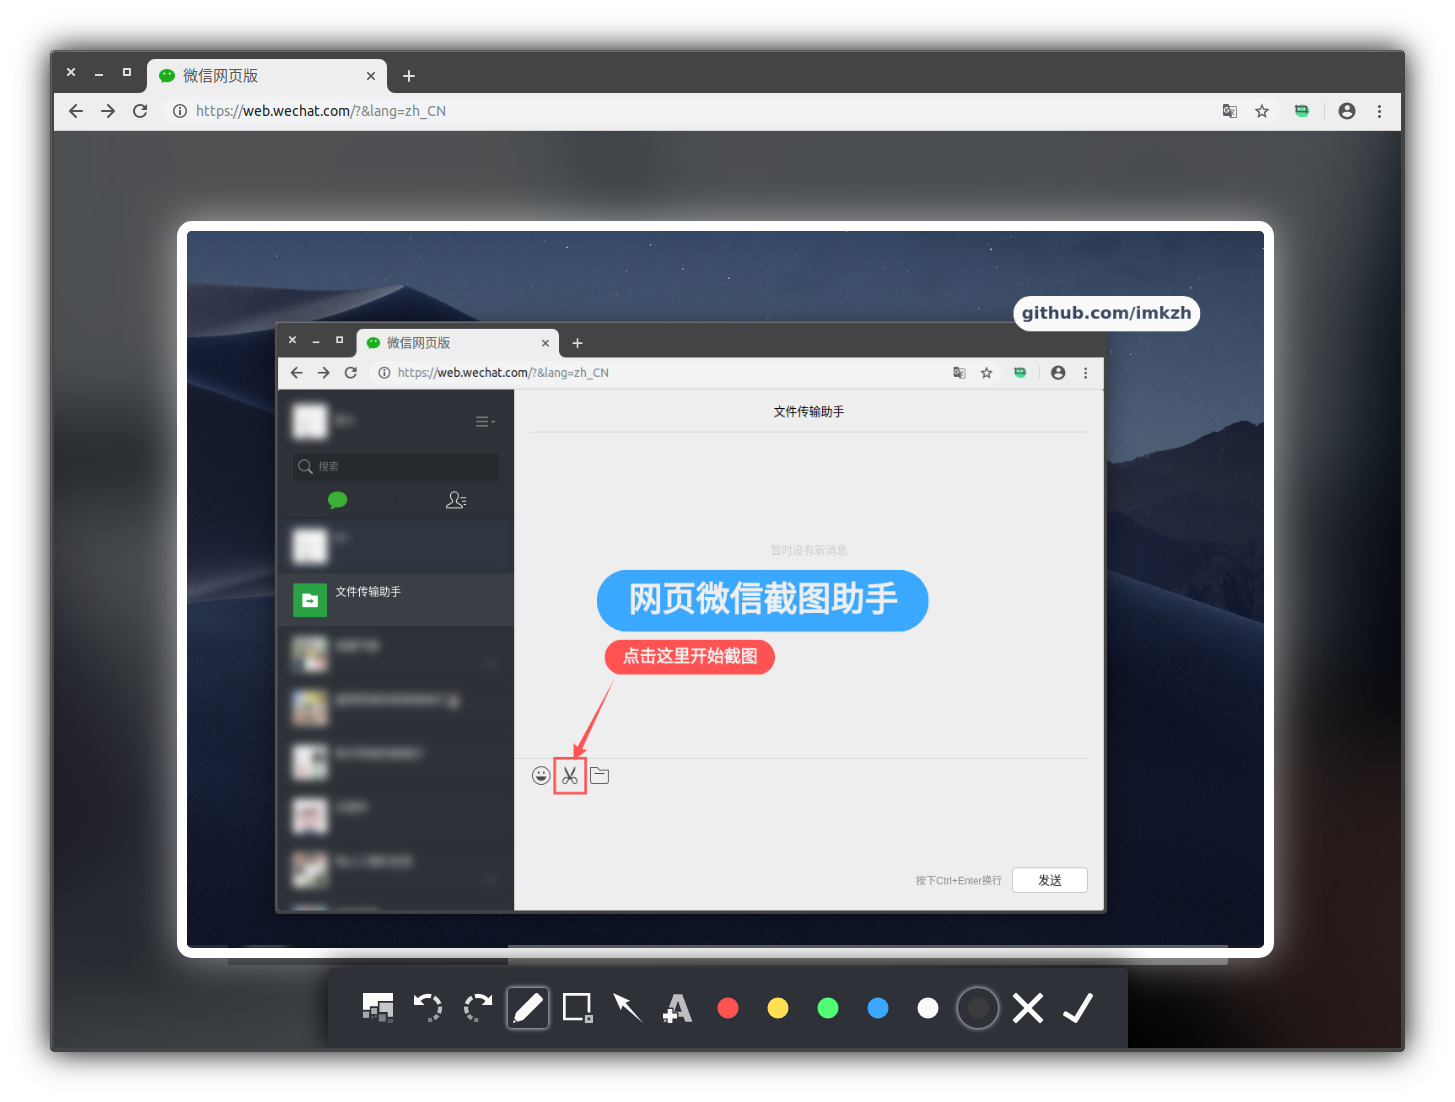 微信网页版
https://web.wechat.com/?&lang=zh_CN
github.com/imkzh
微信网页版
https://web.wechat.com/?&lang=zh_CN
文件传输助手
搜索
暂时没有新消息
文件传输助手
网页微信截图助手
点击这里开始截图
按下Ctrl+Enter换行
发送